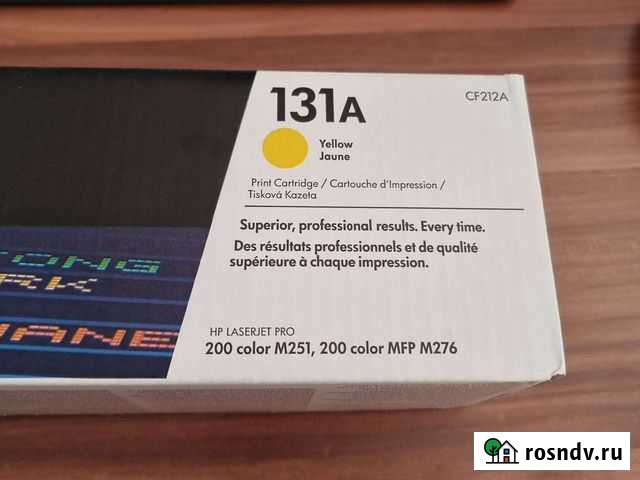 131A
CF212A
Yellow
Jaune
Print Cartridge / Cartouche d'Impression /
Tisková Kazeta
Superior, professional results. Every time.
Des résultats professionnels et de qualité
supérieure à chaque impression.
HP LASERJET PRO
200 color M251, 200 color MFP M276
rosndv.ru